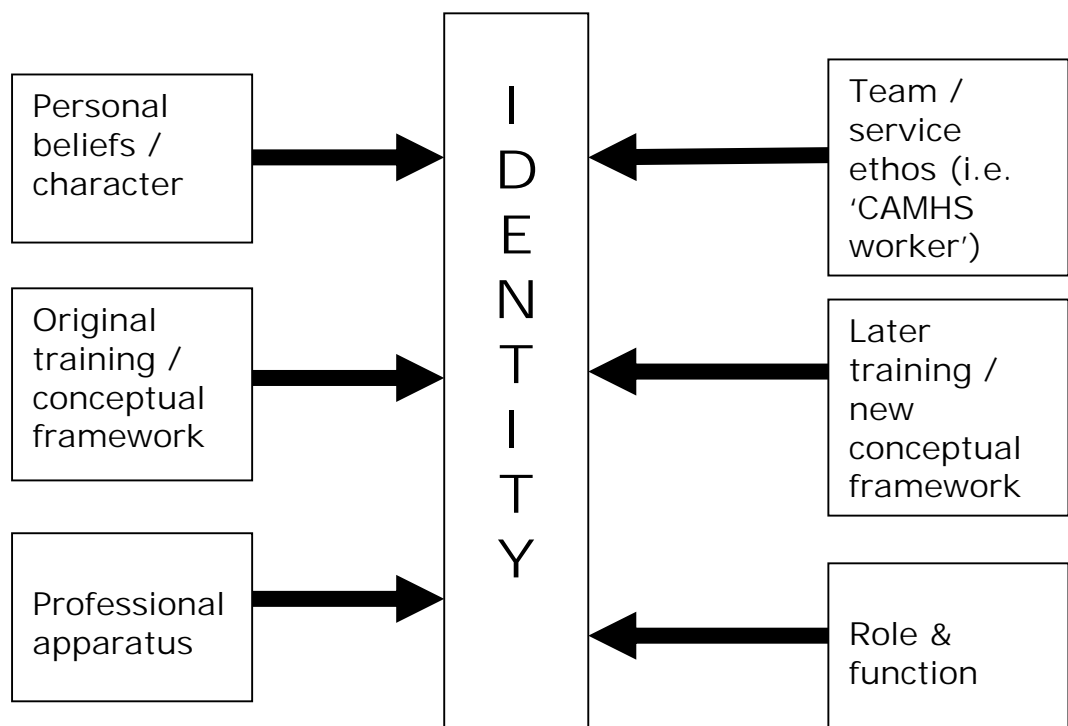 Personal
beliefs /
character
Original
training /
conceptual
framework
Professional
apparatus
I
D
E
N
T
I
T
Y
Team /
service
ethos (i.e.
‘CAMHS
worker’)
Later
training /
new
conceptual
framework
Role &
function